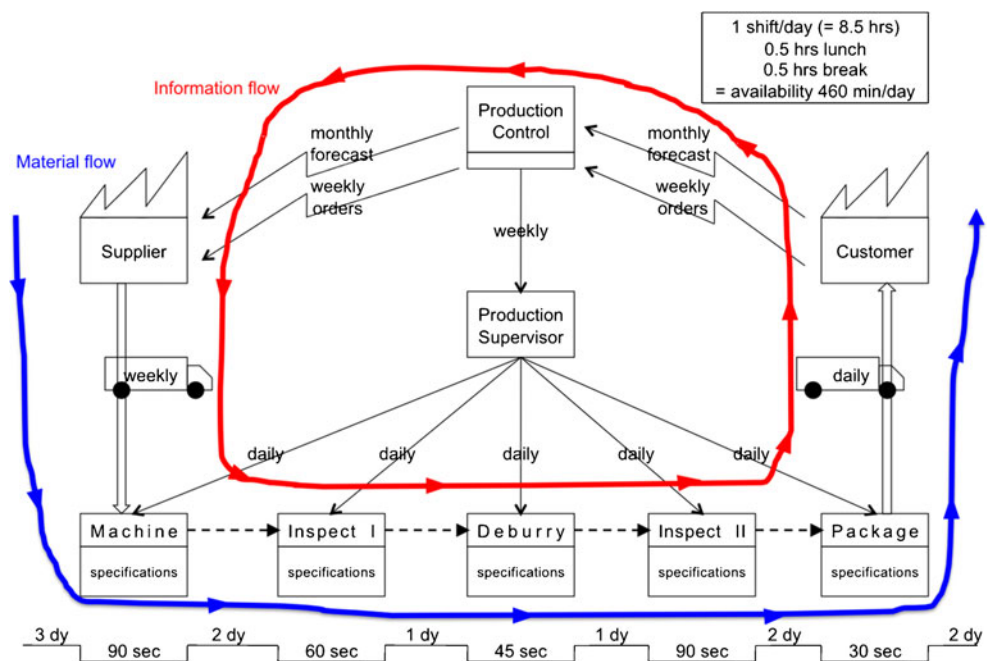 1 shift/day (= 8.5 hrs)
0.5 hrs lunch
0.5 hrs break
= availability 460 min/day
Information flow
Material flow
Production
Control
monthly
forecast
weekly
orders
monthly
forecast
weekly
orders
Supplier
weekly
Customer
Production
Supervisor
weekly
daily
daily
daily
daily
daily
daily
Machine
Inspect I
Deburry
Inspect II
Package
specifications
specifications
specifications
specifications
specifications
3 dy
2 dy
1 dy
1 dy
2 dy
2 dy
90 sec
60 sec
45 sec
90 sec
30 sec